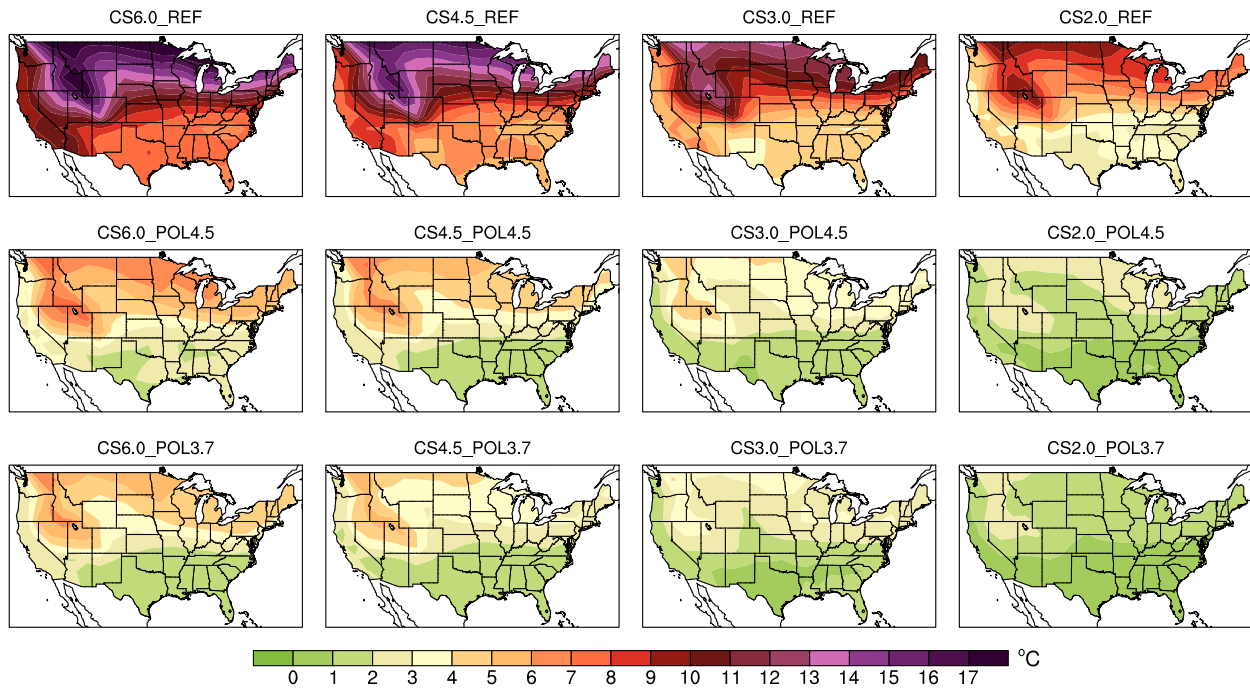 CS6.0_REF CS4.5_REF CS3.0_REF CS2.0_REF
CS6.0_POL4.5 CS4.5_POL4.5 CS3.0_POL4.5 CS2.0_POL4.5
CS6.0_POL3.7 CS4.5_POL3.7 CS3.0_POL3.7 CS2.0_POL3.7
0 1 2 3 4 5 6 7 8 9 10 11 12 13 14 15 16 17 °C